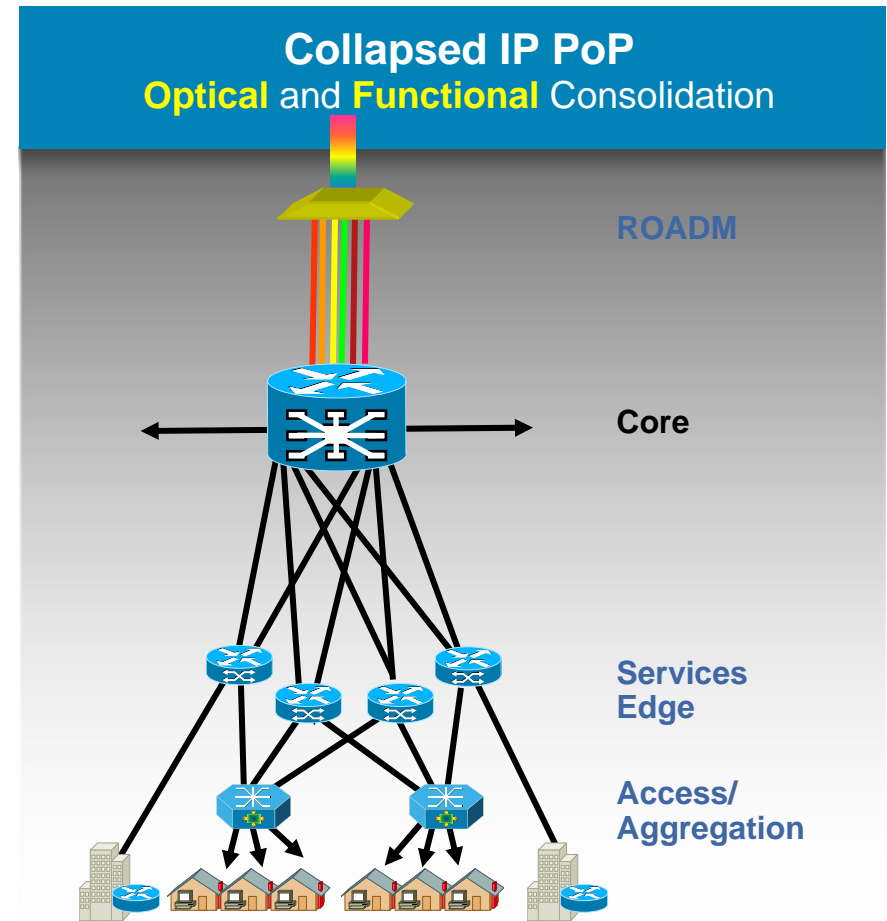 Collapsed IP PoP
Optical and Functional Consolidation
ROADM
Core
Services
Edge
Access/
Aggregation